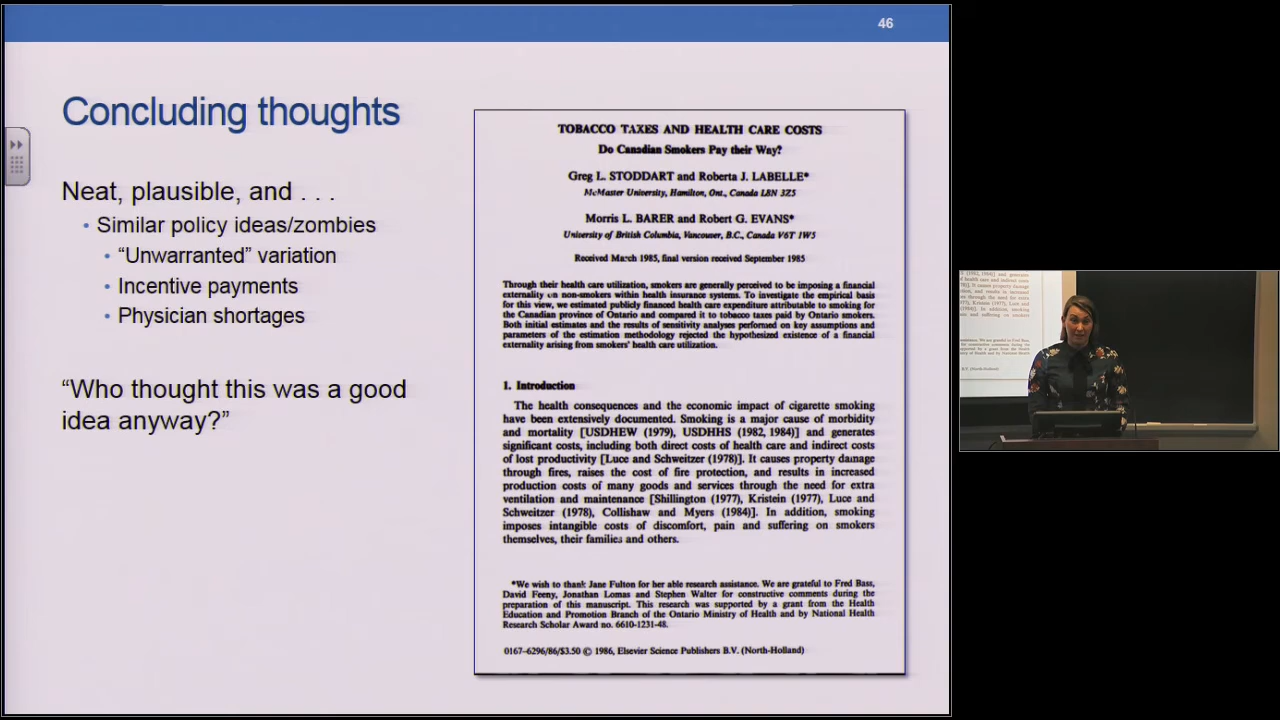 46
Concluding thoughts
Neat, plausible, and . . .
• Similar policy ideas/zombies
• “Unwarranted” variation
• Incentive payments
• Physician shortages
“Who thought this was a good
idea anyway?”
TOBACCO TAXES AND HEALTH CARE COSTS
Do Canadian Smokers Pay their Way?
Greg L. STODDART and Roberta J. LABELLE*
McMaster University, Hamilton, Ont., Canada L8N 3Z5
Morris L. BARER and Robert G. EVANS*
University of British Columbia, Vancouver, B.C., Canada V6T 1W5
Received March 1985, final version received September 1985
Through their health care utilization, smokers are generally perceived to be imposing a financial
externality on non-smokers within health insurance systems. To investigate the empirical basis
for this view, we estimated publicly financed health care expenditure attributable to smoking for
the Canadian province of Ontario and compared it to tobacco taxes paid by Ontario smokers.
Both initial estimates and the results of sensitivity analyses performed on key assumptions and
parameters of the estimation methodology rejected the hypothesized existence of a financial
externality arising from smokers' health care utilization.
1. Introduction
The health consequences and the economic impact of cigarette smoking
have been extensively documented. Smoking is a major cause of morbidity
and mortality [USDHEW (1979), USDHHS (1982, 1984)] and generates
significant costs, including both direct costs of health care and indirect costs
of lost productivity [Luce and Schweitzer (1978)]. It causes property damage
through fires, raises the cost of fire protection, and results in increased
production costs of many goods and services through the need for extra
ventilation and maintenance [Shillington (1977), Kristein (1977), Luce and
Schweitzer (1978), Collishaw and Myers (1984)]. In addition, smoking
imposes intangible costs of discomfort, pain and suffering on smokers
themselves, their families and others.
*We wish to thank Jane Fulton for her able research assistance. We are grateful to Fred Bass,
David Feeny, Jonathan Lomas and Stephen Walter for constructive comments during the
preparation of this manuscript. This research was supported by a grant from the Health
Education and Promotion Branch of the Ontario Ministry of Health and by National Health
Research Scholar Award no. 6610-1231-48.
0167-6296/86/$3.50 © 1986, Elsevier Science Publishers B.V. (North-Holland)